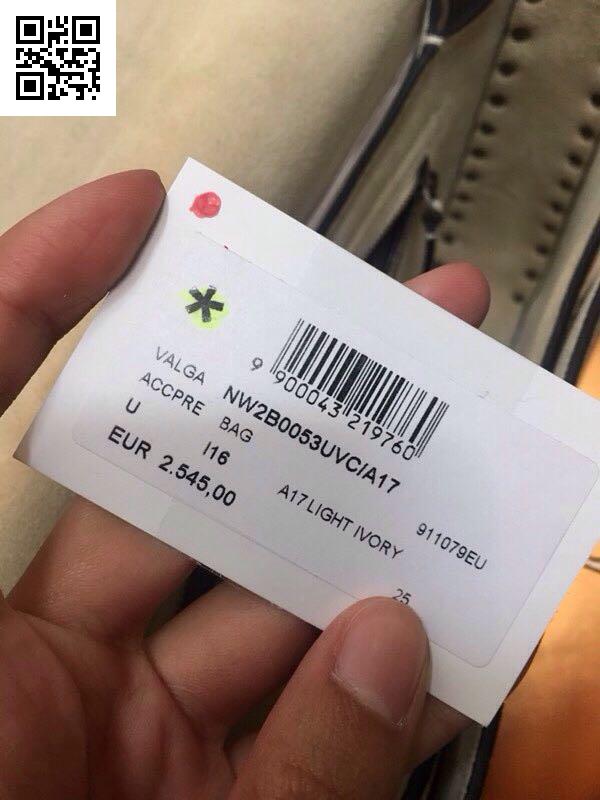 *
9 900043 219760
VALGA NW2B0053UVC/A17
ACCPRE BAG 911079EU
U I16 A17 LIGHT IVORY
EUR 2.545,00 25